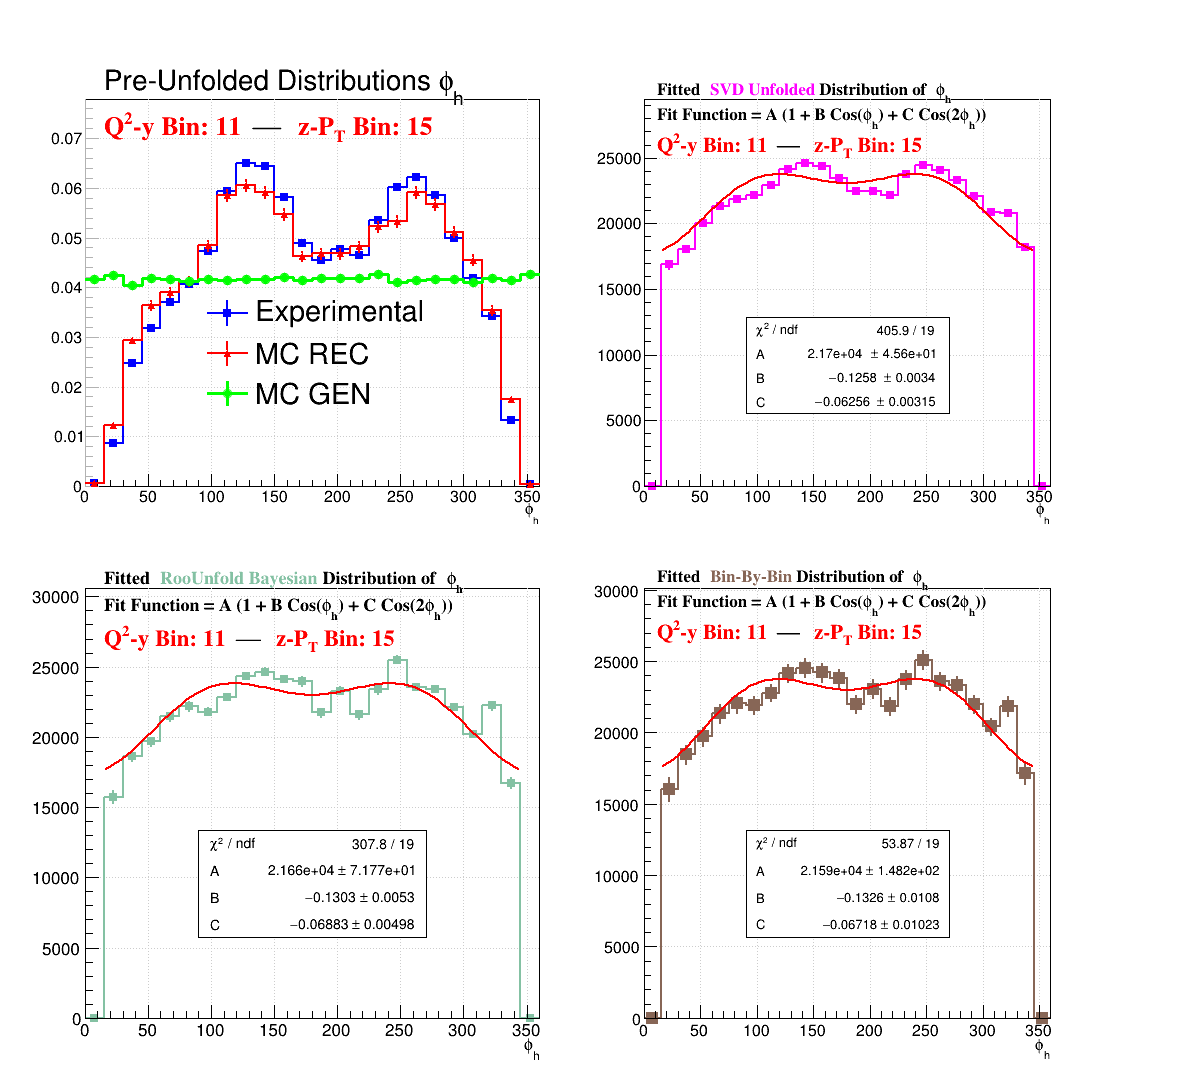 Pre-Unfolded Distributions ϕh
Q2-y Bin: 11 — z-PT Bin: 15
0.07
0.06
0.05
0.04
0.03
0.02
0.01
0
Experimental
MC REC
MC GEN
0 50 100 150 200 250 300 350
ϕh
Fitted SVD Unfolded Distribution of ϕh
Fit Function = A (1 + B Cos(ϕh) + C Cos(2ϕh))
Q2-y Bin: 11 — z-PT Bin: 15
25000
20000
15000
10000
5000
0
χ2 / ndf 405.9 / 19
A 2.17e+04 ± 4.56e+01
B −0.1258 ± 0.0034
C −0.06256 ± 0.00315
0 50 100 150 200 250 300 350
ϕh
Fitted RooUnfold Bayesian Distribution of ϕh
Fit Function = A (1 + B Cos(ϕh) + C Cos(2ϕh))
Q2-y Bin: 11 — z-PT Bin: 15
30000
25000
20000
15000
10000
5000
0
χ2 / ndf 307.8 / 19
A 2.166e+04 ± 7.177e+01
B −0.1303 ± 0.0053
C −0.06883 ± 0.00498
0 50 100 150 200 250 300 350
ϕh
Fitted Bin-By-Bin Distribution of ϕh
Fit Function = A (1 + B Cos(ϕh) + C Cos(2ϕh))
Q2-y Bin: 11 — z-PT Bin: 15
30000
25000
20000
15000
10000
5000
0
χ2 / ndf 53.87 / 19
A 2.159e+04 ± 1.482e+02
B −0.1326 ± 0.0108
C −0.06718 ± 0.01023
0 50 100 150 200 250 300 350
ϕh